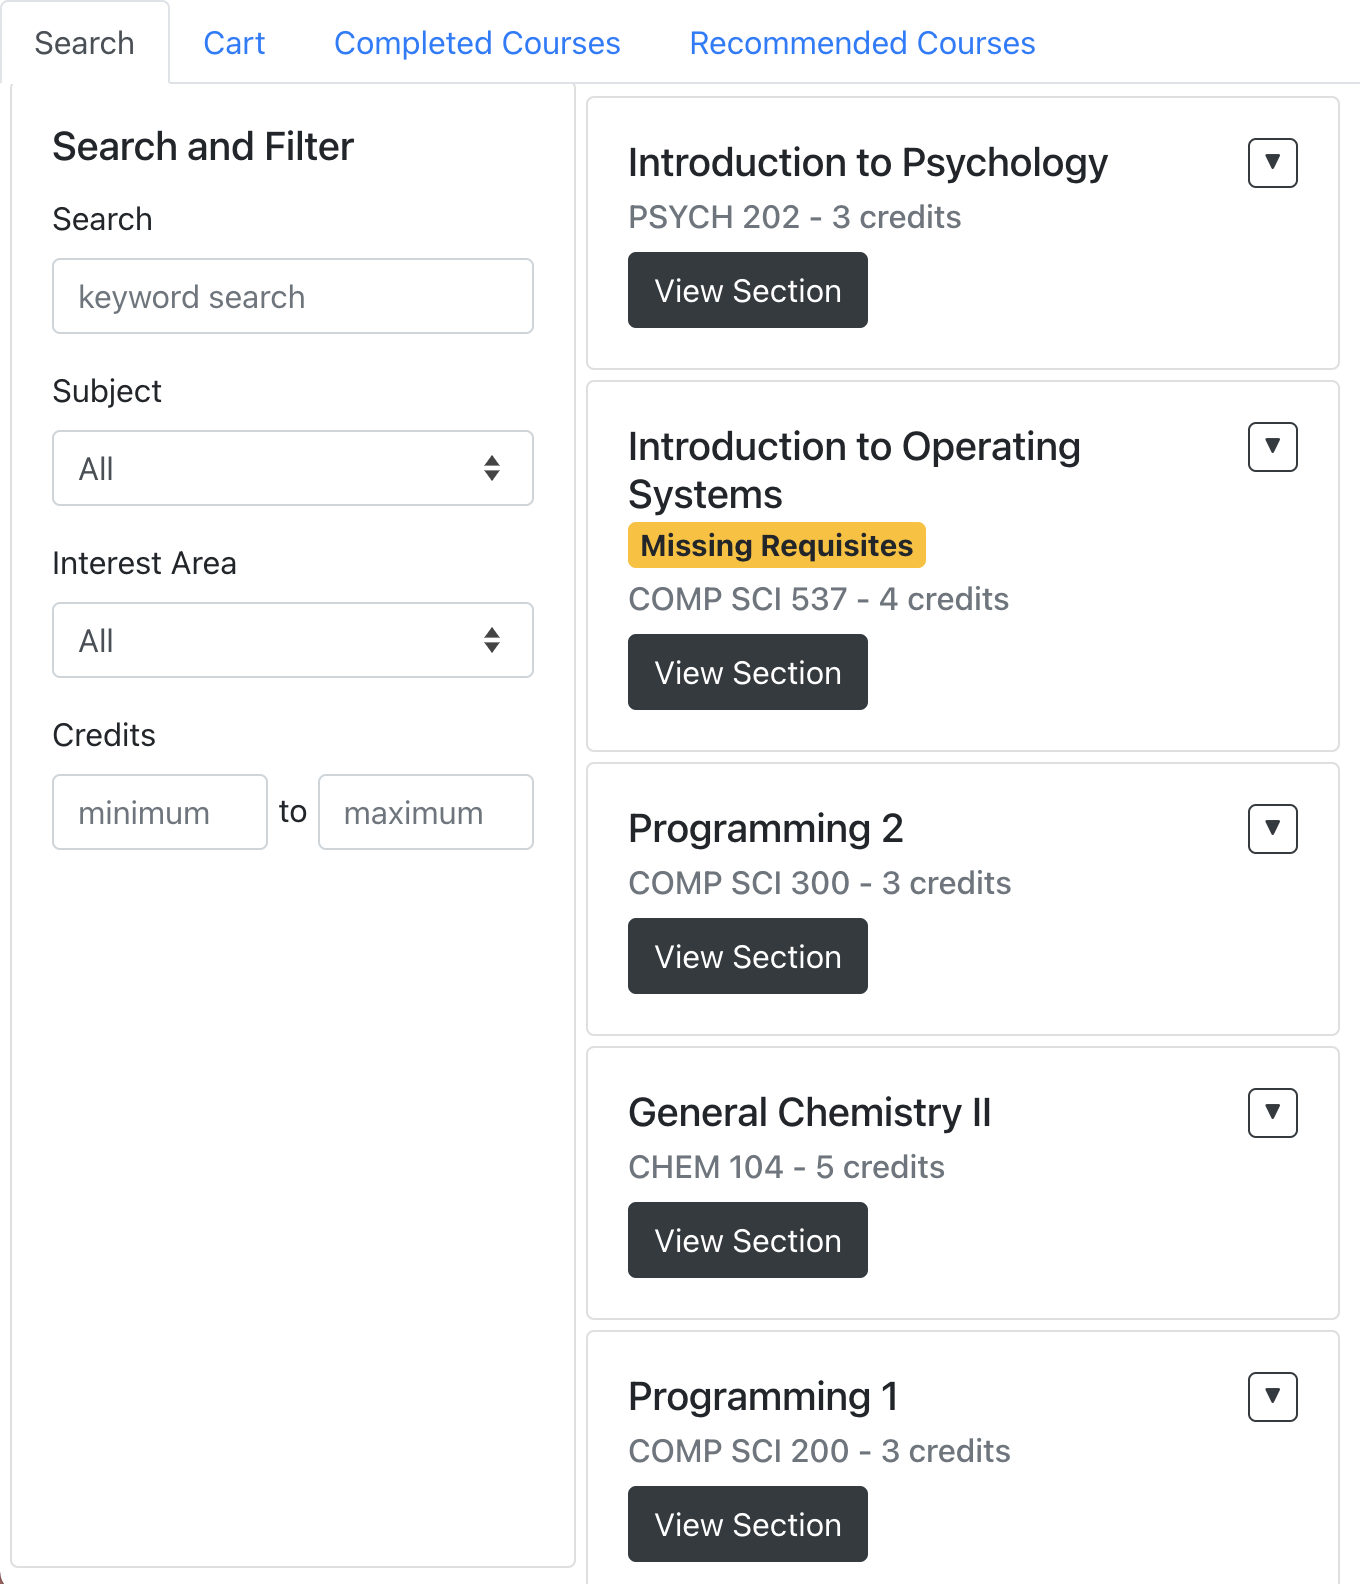 Search
Cart
Completed Courses
Recommended Courses
Search and Filter
Search
keyword search
Subject
All
Interest Area
All
Credits
minimum
to
maximum
Introduction to Psychology
PSYCH 202 - 3 credits
View Section
Introduction to Operating
Systems
Missing Requisites
COMP SCI 537 - 4 credits
View Section
Programming 2
COMP SCI 300 - 3 credits
View Section
General Chemistry II
CHEM 104 - 5 credits
View Section
Programming 1
COMP SCI 200 - 3 credits
View Section